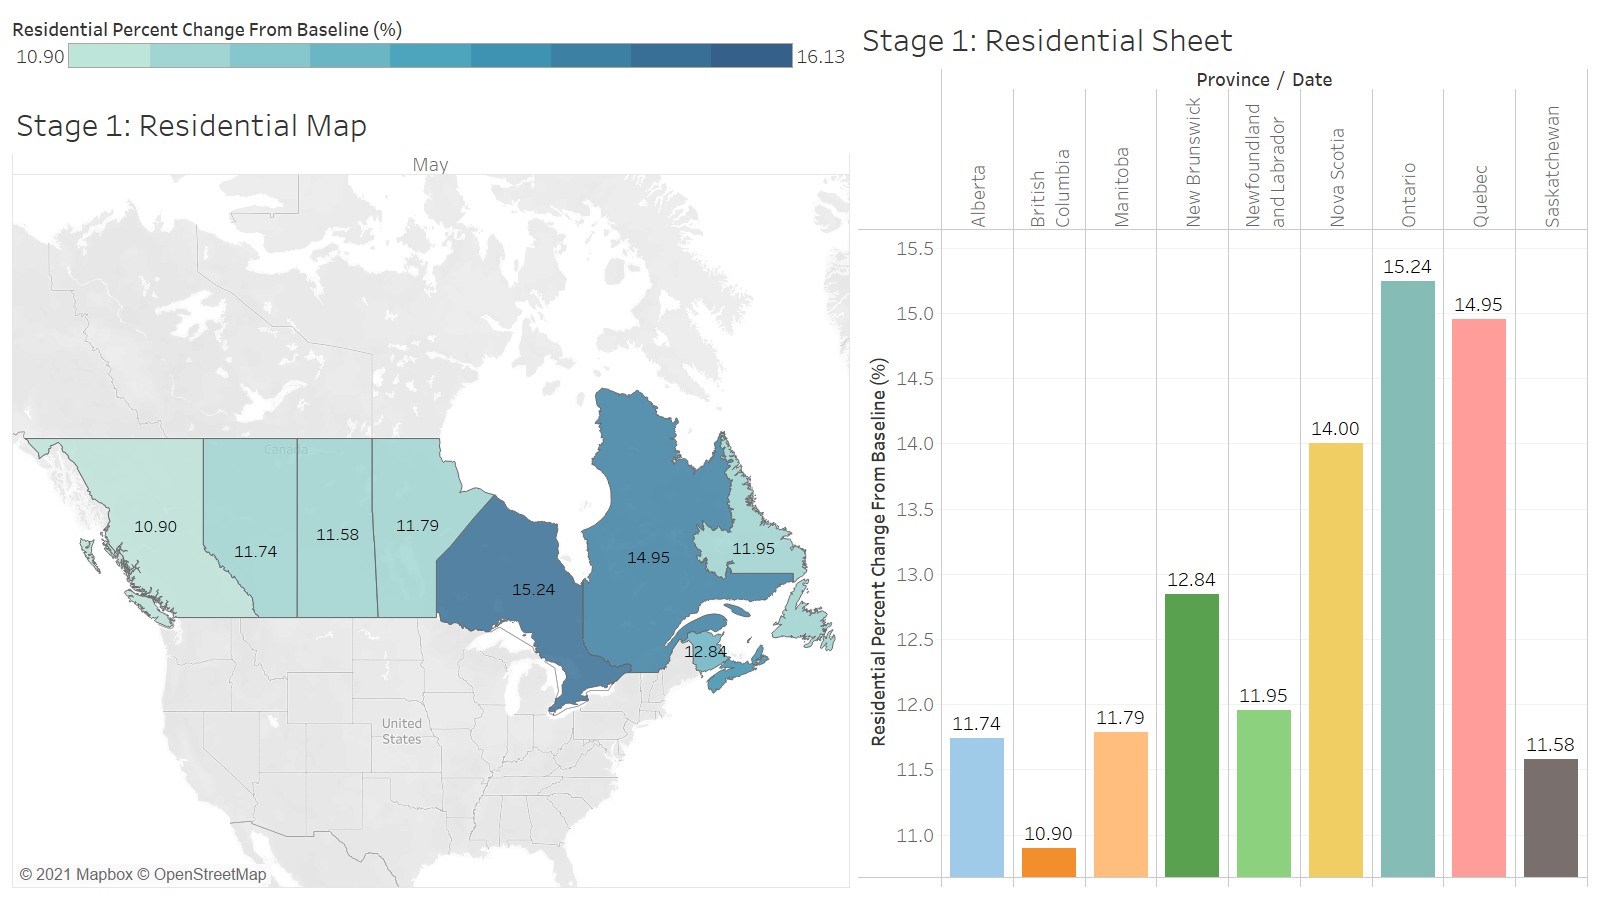 Residential Percent Change From Baseline (%)
10.90 16.13
Stage 1: Residential Map
May
Canada
10.90
11.74
11.58
11.79
15.24
14.95
11.95
12.84
United
States
© 2021 Mapbox © OpenStreetMap
Stage 1: Residential Sheet
Province / Date
Alberta
British
Columbia
Manitoba
New Brunswick
Newfoundland
and Labrador
Nova Scotia
Ontario
Quebec
Saskatchewan
Residential Percent Change From Baseline (%)
15.5
15.0
14.5
14.0
13.5
13.0
12.5
12.0
11.5
11.0
11.74
10.90
11.79
12.84
11.95
14.00
15.24
14.95
11.58